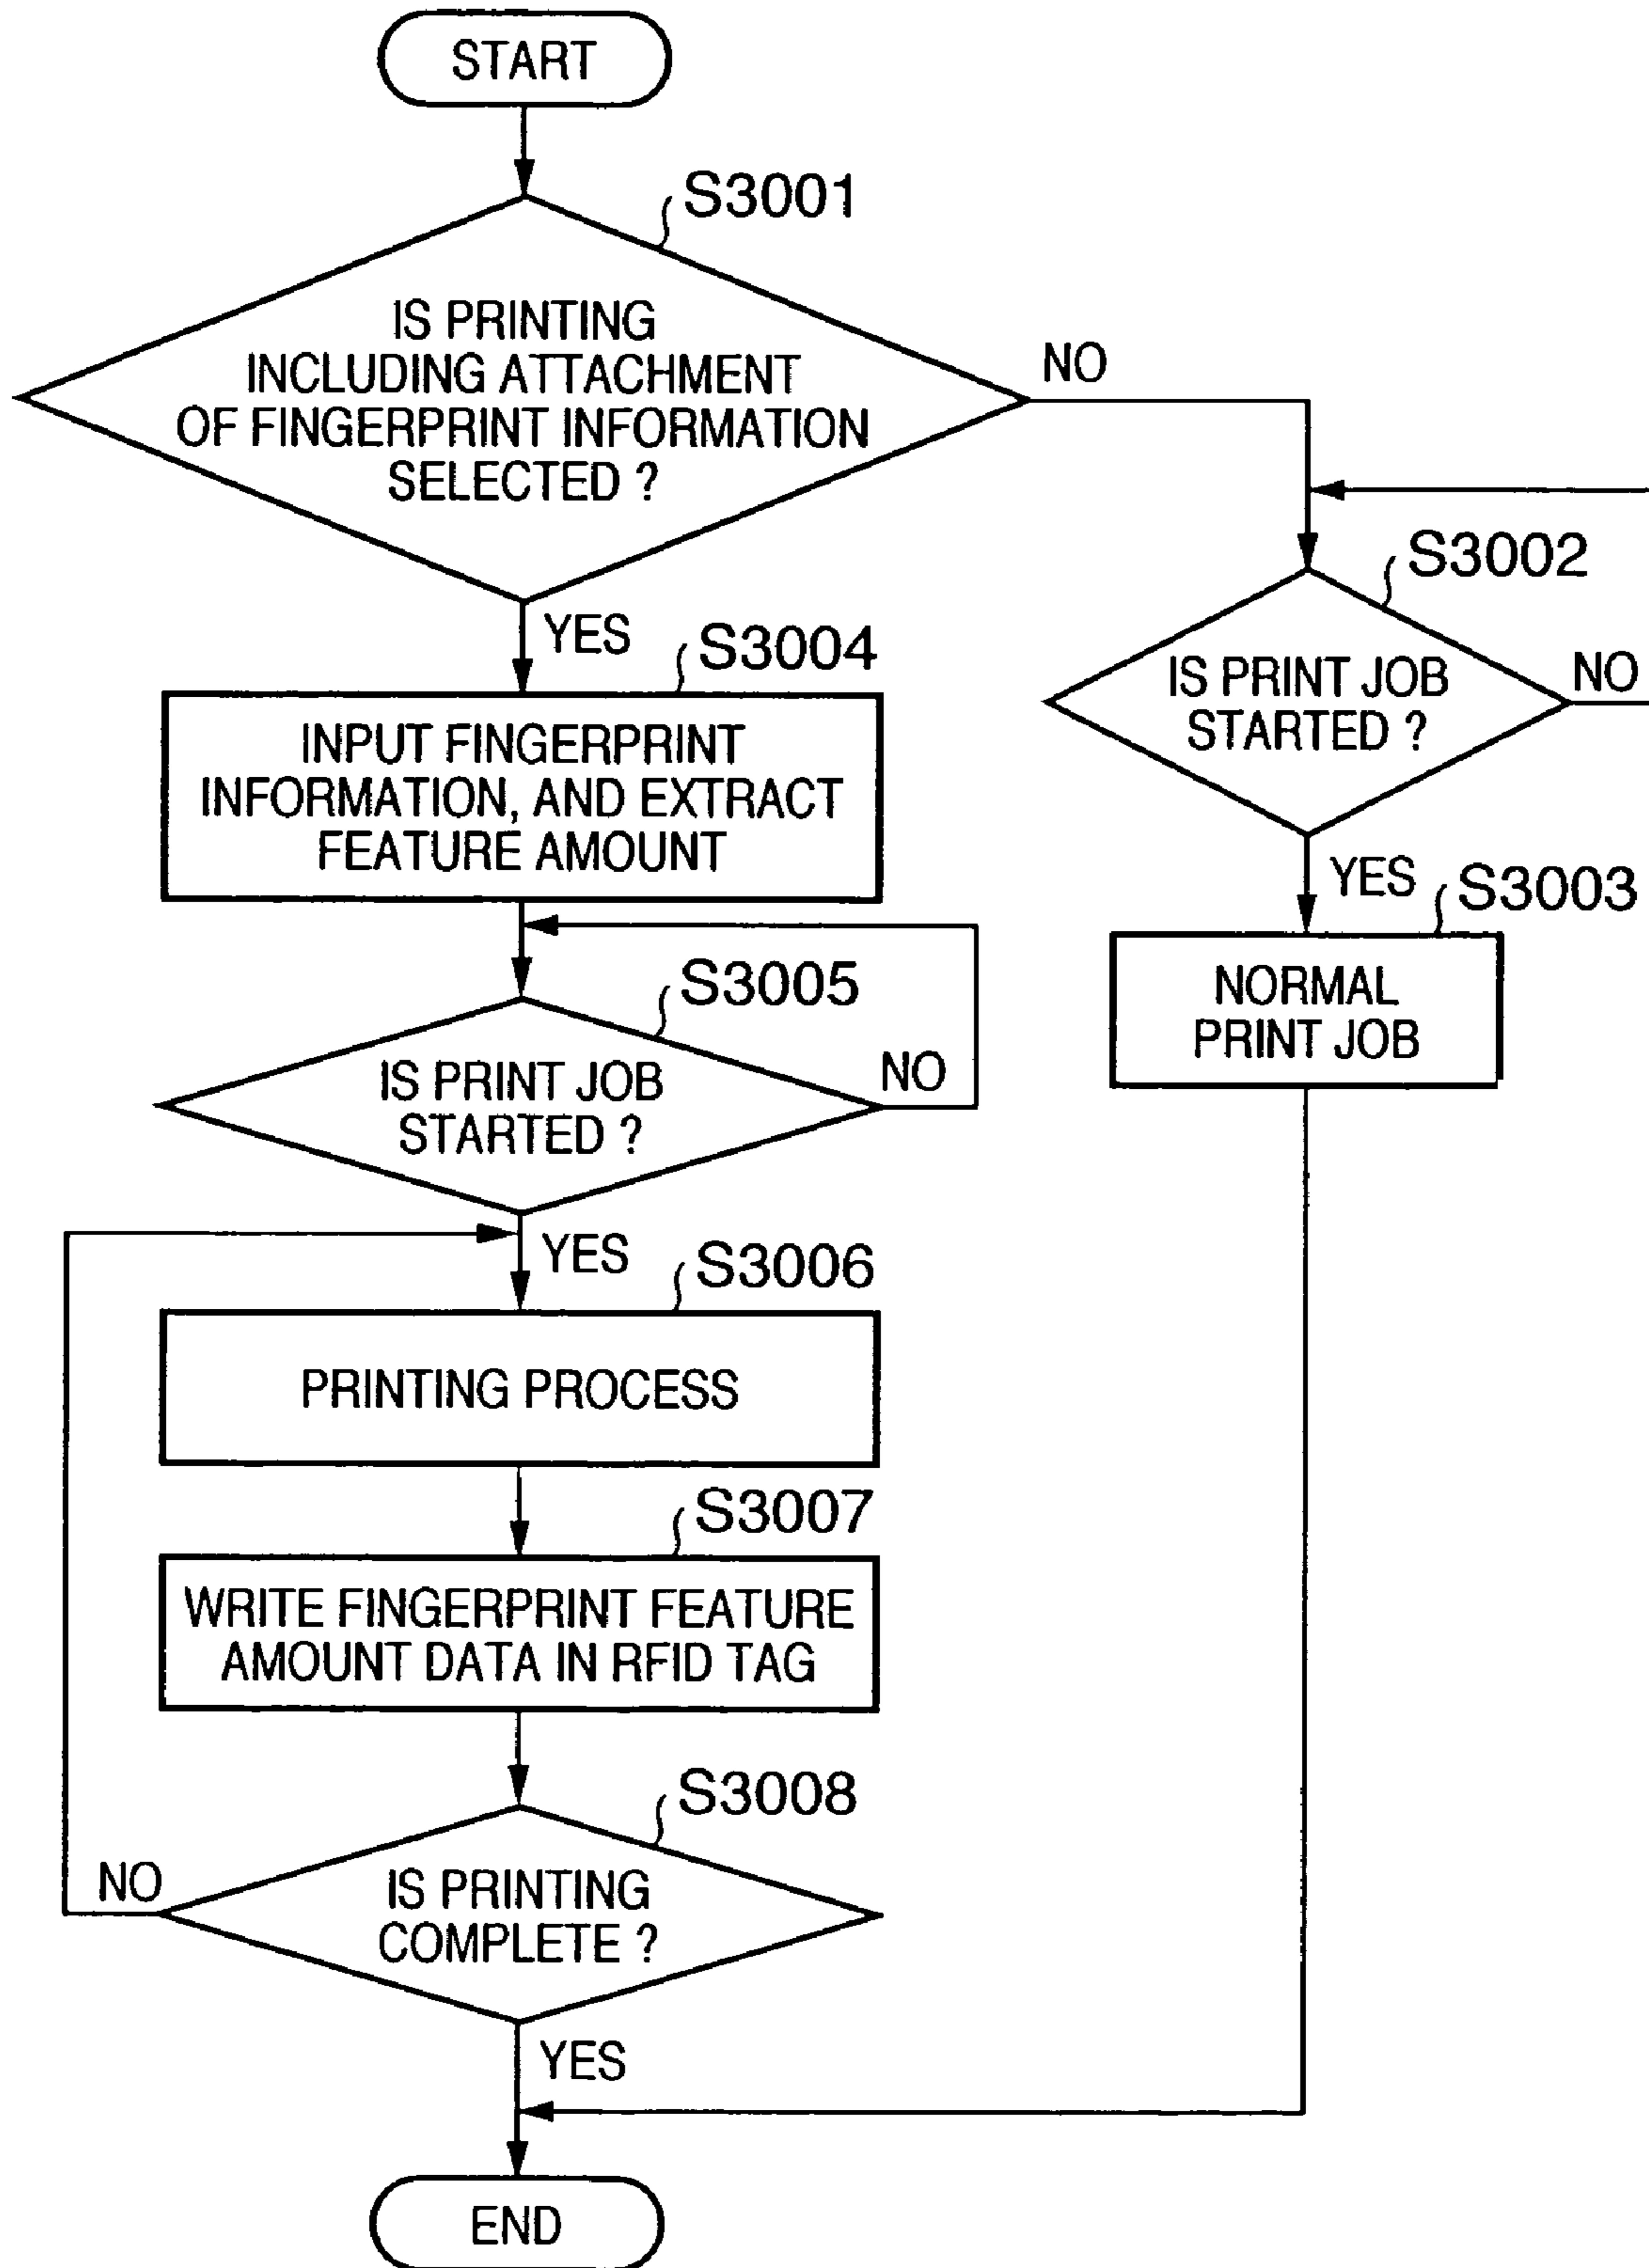 START
S3001
IS PRINTING
INCLUDING ATTACHMENT
OF FINGERPRINT INFORMATION
SELECTED ?
NO
YES
S3002
IS PRINT JOB
STARTED ?
NO
YES
S3003
NORMAL
PRINT JOB
S3004
INPUT FINGERPRINT
INFORMATION, AND EXTRACT
FEATURE AMOUNT
S3005
IS PRINT JOB
STARTED ?
NO
YES
S3006
PRINTING PROCESS
S3007
WRITE FINGERPRINT FEATURE
AMOUNT DATA IN RFID TAG
S3008
IS PRINTING
COMPLETE ?
NO
YES
END